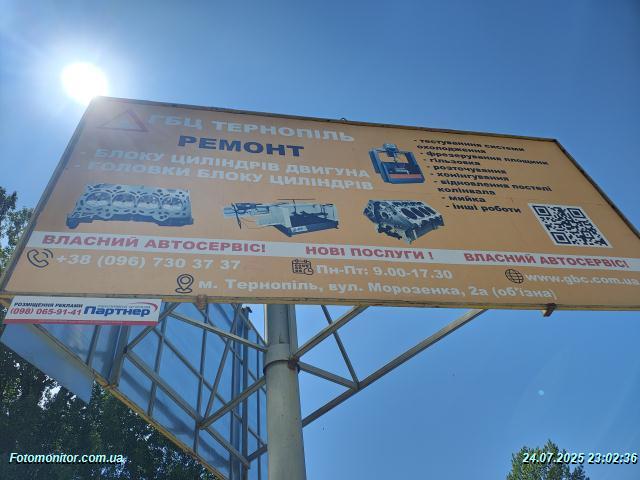 ГБЦ ТЕРНОПІЛЬ
РЕМОНТ
- БЛОКУ ЦИЛІНДРІВ ДВИГУНА
- ГОЛОВКИ БЛОКУ ЦИЛІНДРІВ
- тестування системи
охолодження
- фрезерування площини
- гільзовка
- розточування
- хонінгування
- відновлення постелі
колінвала
- мийка
- інші роботи
ВЛАСНИЙ АВТОСЕРВІС! НОВІ ПОСЛУГИ ! ВЛАСНИЙ АВТОСЕРВІС!
+38 (096) 730 37 37 Пн-Пт: 9.00-17.30 www.gbc.com.ua
м. Тернопіль, вул. Морозенка, 2а (об'їзна)
РОЗМІЩЕННЯ РЕКЛАМИ
(098) 065-91-41 Партнер
Fotomonitor.com.ua 24.07.2025 23:02:36